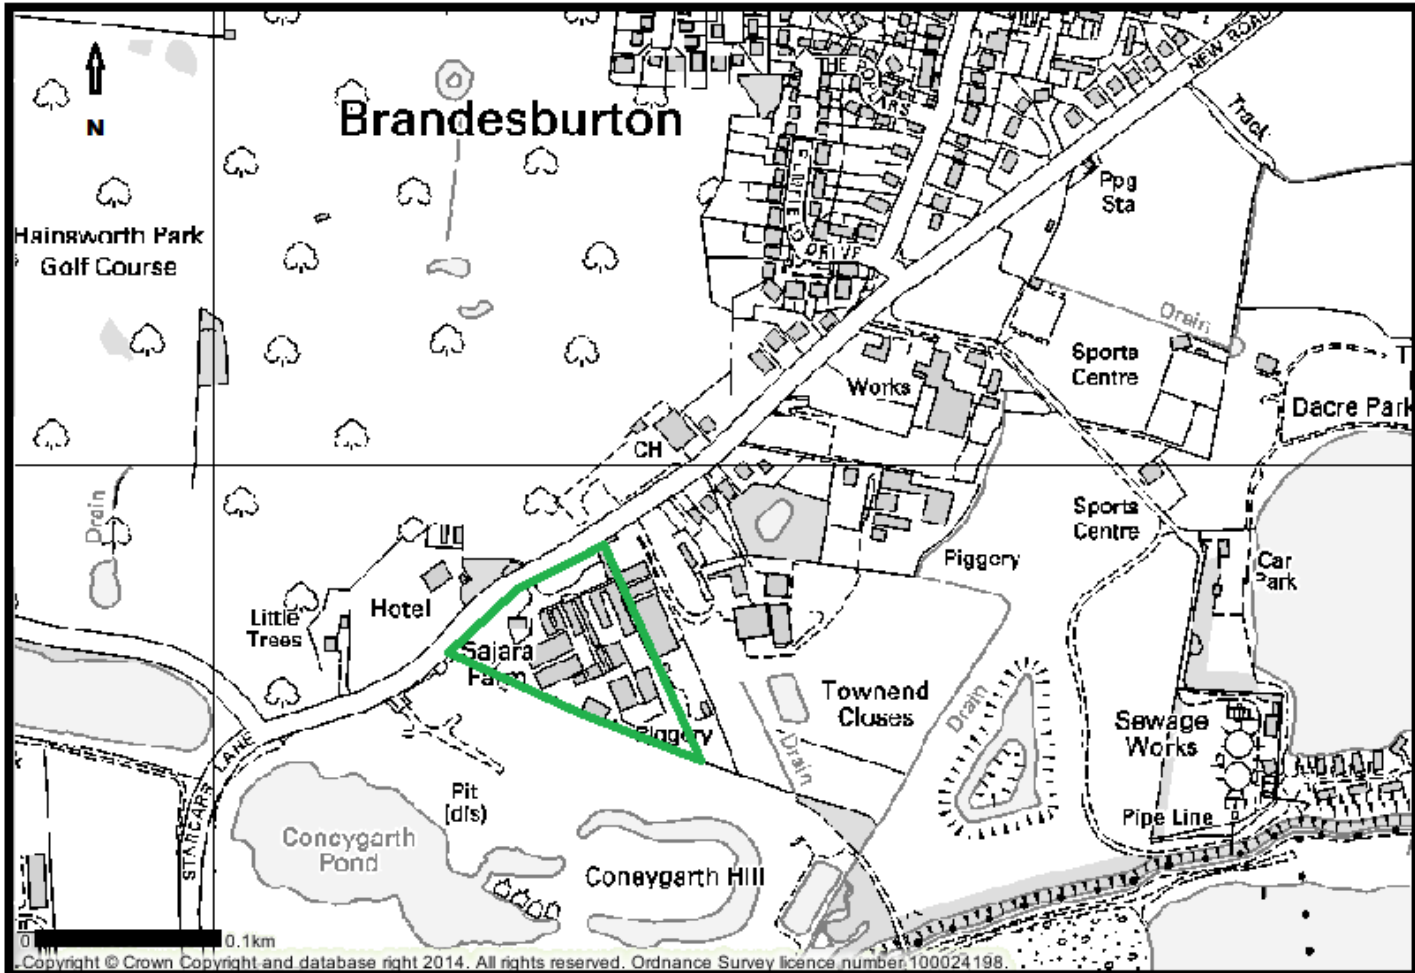 N
Brandesburton
THE POPLARS
NEW ROAD
Track
Ppg
Sta
Hainsworth Park
Golf Course
DRIVE
Drain
Sports
Centre
Works
Dacre Park
CH
Drain
Sports
Centre
Piggery
Car
Park
Hotel
Little
Trees
Sajara
Farm
Piggery
Townend
Closes
Drain
Drain
Sewage
Works
STARCARR LANE
Pit
(dis)
Pipe Line
Coneygarth
Pond
Coneygarth Hill
0 0.1km
Copyright © Crown Copyright and database right 2014. All rights reserved. Ordnance Survey licence number 100024198.